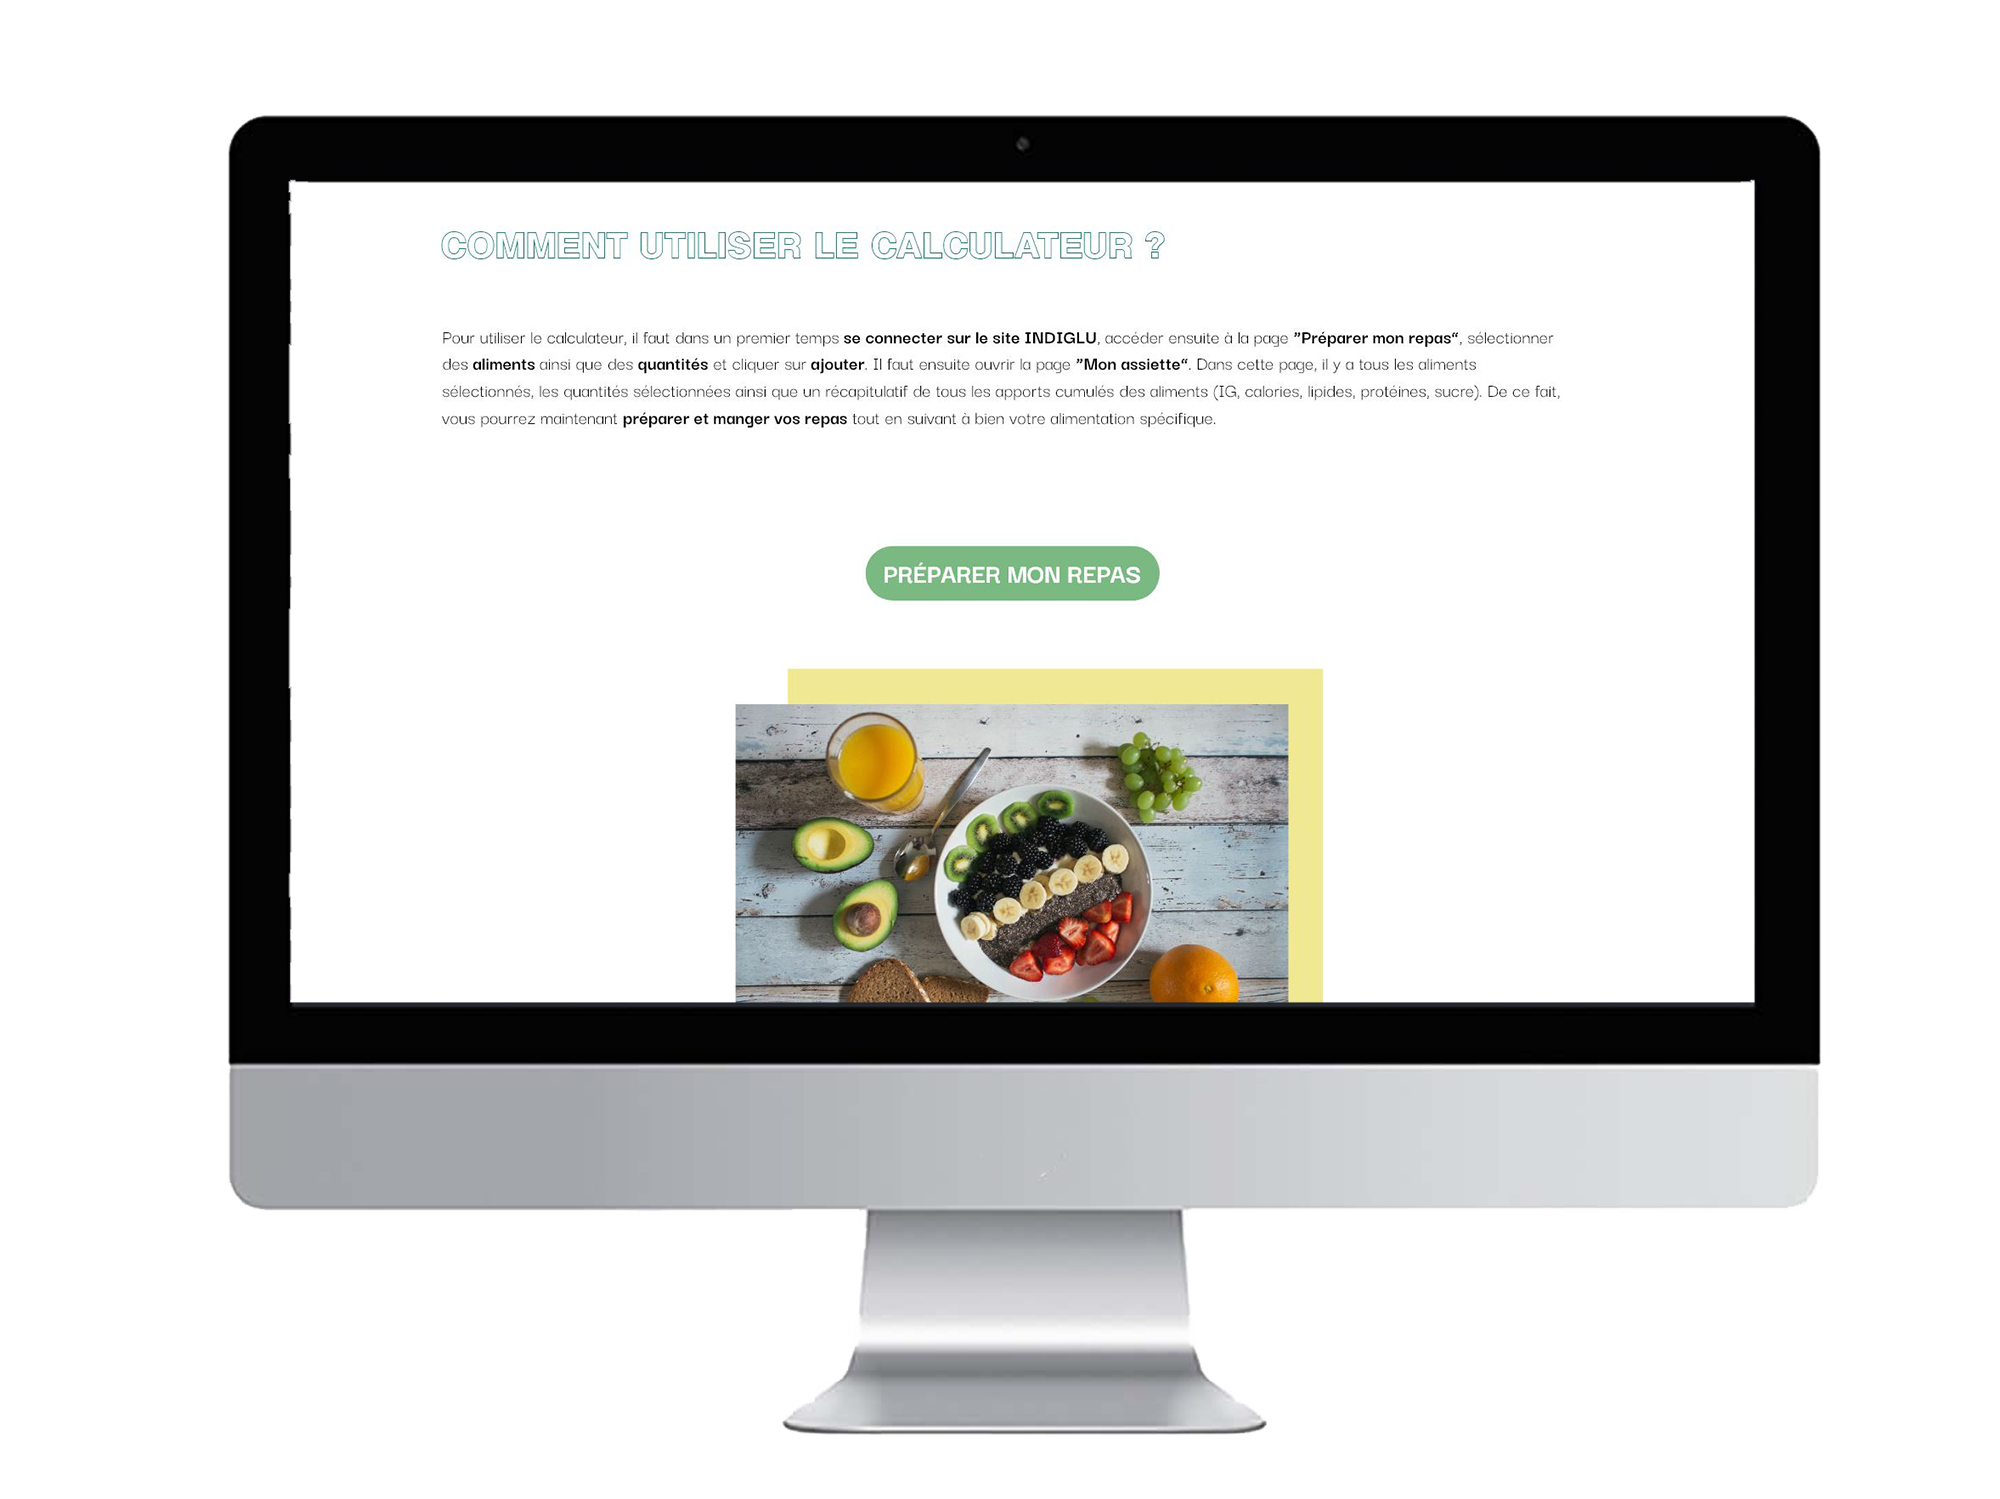 COMMENT UTILISER LE CALCULATEUR ?
Pour utiliser le calculateur, il faut dans un premier temps se connecter sur le site INDIGLU, accéder ensuite à la page ”Préparer mon repas“, sélectionner
des aliments ainsi que des quantités et cliquer sur ajouter. Il faut ensuite ouvrir la page ”Mon assiette“. Dans cette page, il y a tous les aliments
sélectionnés, les quantités sélectionnées ainsi que un récapitulatif de tous les apports cumulés des aliments (IG, calories, lipides, protéines, sucre). De ce fait,
vous pourrez maintenant préparer et manger vos repas tout en suivant à bien votre alimentation spécifique.
PRÉPARER MON REPAS